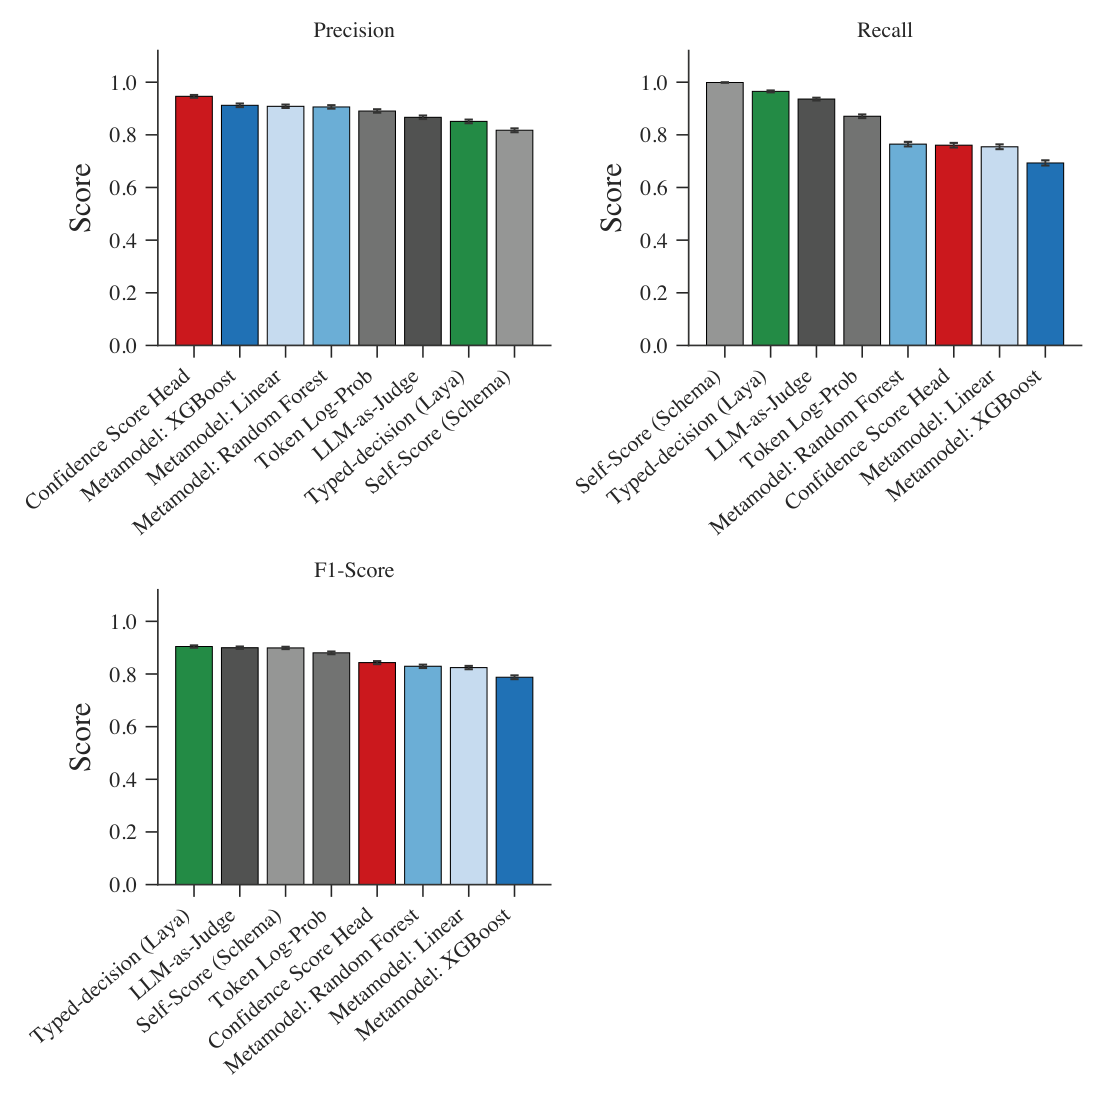 Precision
1.0
0.8
0.6
0.4
0.2
0.0
Score
Confidence Score Head
Metamodel: XGBoost
Metamodel: Linear
Metamodel: Random Forest
Token Log-Prob
LLM-as-Judge
Typed-decision (Laya)
Self-Score (Schema)
Recall
1.0
0.8
0.6
0.4
0.2
0.0
Score
Self-Score (Schema)
Typed-decision (Laya)
LLM-as-Judge
Token Log-Prob
Metamodel: Random Forest
Confidence Score Head
Metamodel: Linear
Metamodel: XGBoost
F1-Score
1.0
0.8
0.6
0.4
0.2
0.0
Score
Typed-decision (Laya)
LLM-as-Judge
Self-Score (Schema)
Token Log-Prob
Confidence Score Head
Metamodel: Random Forest
Metamodel: Linear
Metamodel: XGBoost